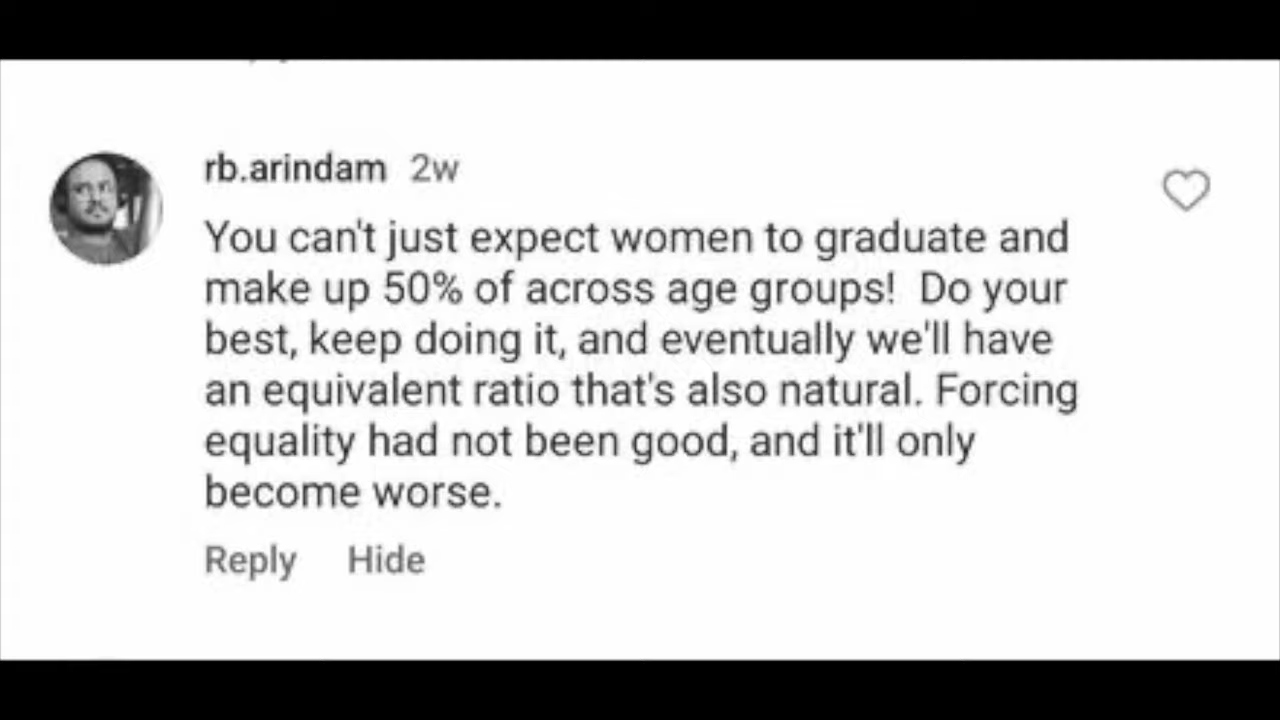 rb.arindam 2w
You can't just expect women to graduate and
make up 50% of across age groups! Do your
best, keep doing it, and eventually we'll have
an equivalent ratio that's also natural. Forcing
equality had not been good, and it'll only
become worse.
Reply Hide